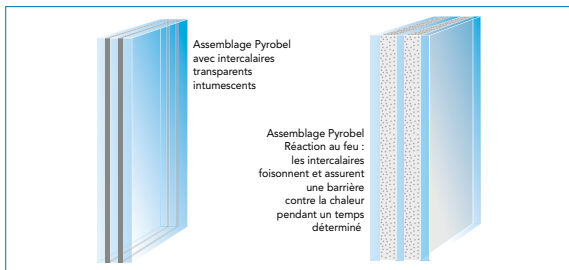 Assemblage Pyrobel
avec intercalaires
transparents
intumescents
Assemblage Pyrobel
Réaction au feu :
les intercalaires
foisonnent et assurent
une barrière
contre la chaleur
pendant un temps
déterminé